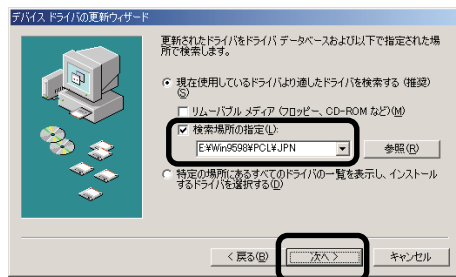 デバイス ドライバの更新ウィザード
更新されたドライバをドライバ データベースおよび以下で指定された場
所で検索します。
現在使用しているドライバより適したドライバを検索する (推奨)
(S)
リムーバブル メディア (フロッピー、CD-ROM など)(M)
検索場所の指定(L):
E¥Win9598¥PCL¥JPN
参照(R)
特定の場所にあるすべてのドライバの一覧を表示し、インストール
するドライバを選択する(D)
< 戻る(B)
次へ >
キャンセル